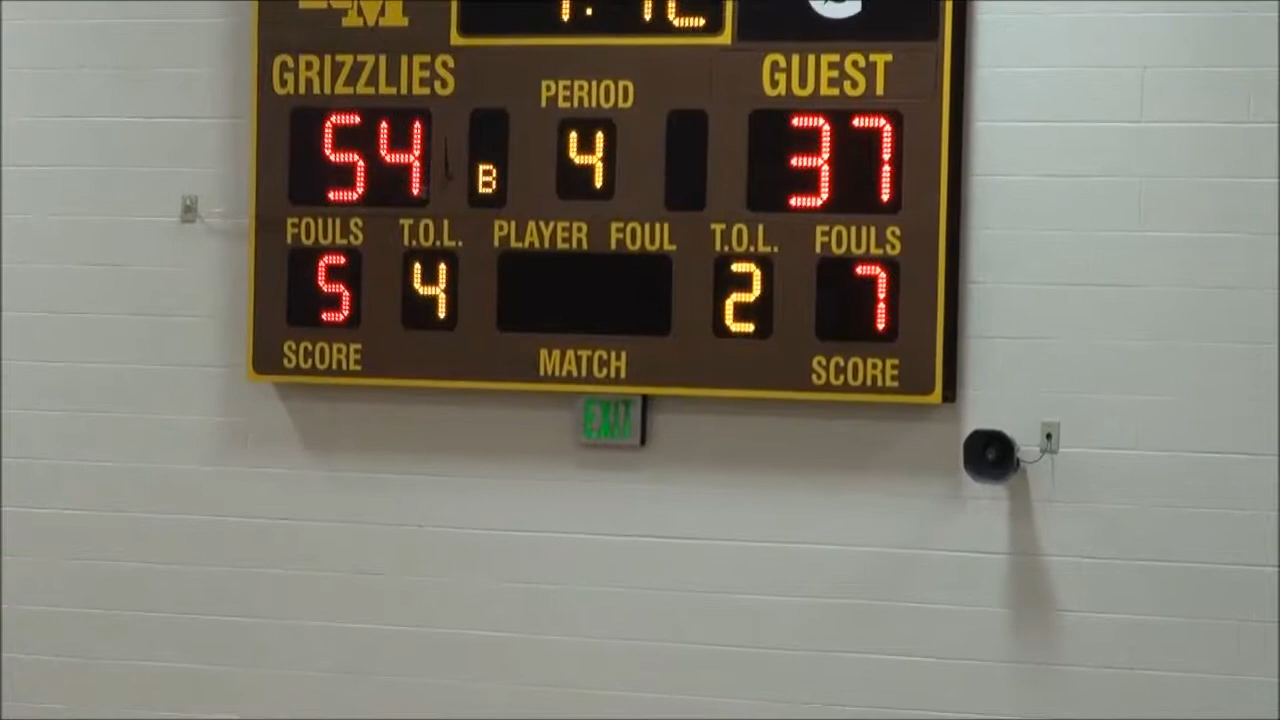 GRIZZLIES
PERIOD
GUEST
54
B
4
37
FOULS T.O.L. PLAYER FOUL T.O.L. FOULS
5 4 2 7
SCORE MATCH SCORE
EXIT